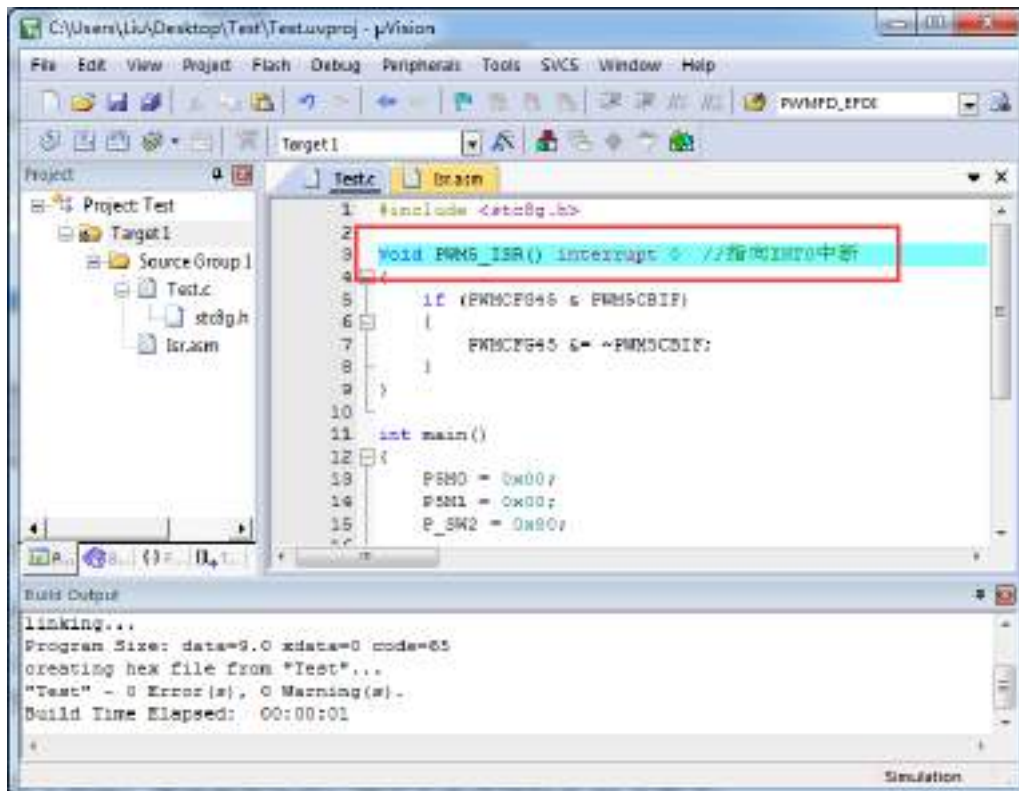 C:\Users\Liu\Desktop\Test\Test.uvproj - µVision
File Edit View Project Flash Debug Peripherals Tools SVCS Window Help
PWMFD_EFDI
Target 1
Project
Test.c Isr.asm
Project: Test
Target 1
Source Group 1
Test.c
stc8g.h
Isr.asm
1 #include <stc8g.h>
2
3 void PWM5_ISR() interrupt 0 //指向INT0中断
4 {
5 if (PWMCFG45 & PWM5CBIF)
6 {
7 PWMCFG45 &= ~PWM5CBIF;
8 }
9 }
10
11 int main()
12 {
13 P5M0 = 0x00;
14 P5M1 = 0x00;
15 P_SW2 = 0x80;
Build Output
linking...
Program Size: data=9.0 xdata=0 code=65
creating hex file from "Test"...
"Test" - 0 Error(s), 0 Warning(s).
Build Time Elapsed: 00:00:01
Simulation